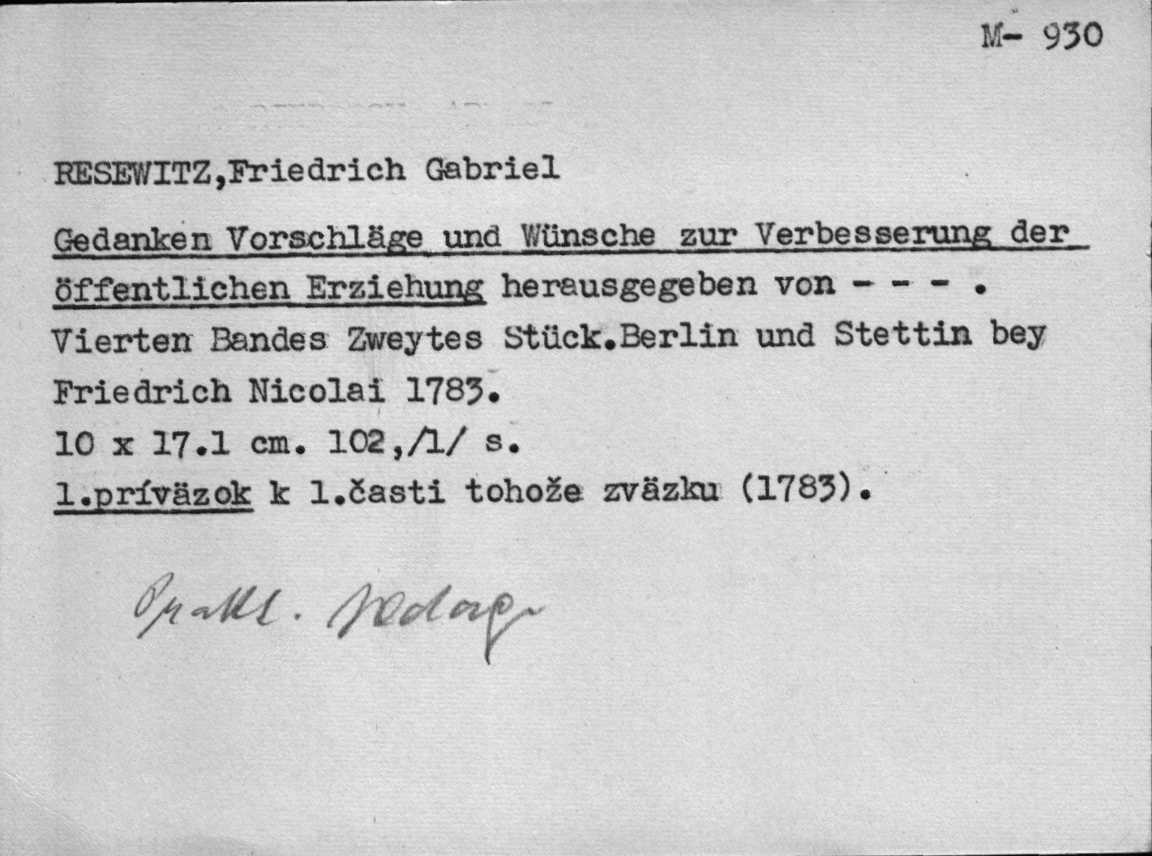 M- 930
RESEWITZ,Friedrich Gabriel
Gedanken Vorschläge und Wünsche zur Verbesserung der
öffentlichen Erziehung herausgegeben von - - - .
Vierten Bandes Zweytes Stück.Berlin und Stettin bey
Friedrich Nicolai 1783.
10 x 17.1 cm. 102,/1/ s.
1.príväzok k 1.časti tohože zväzku (1783).
Prakt.